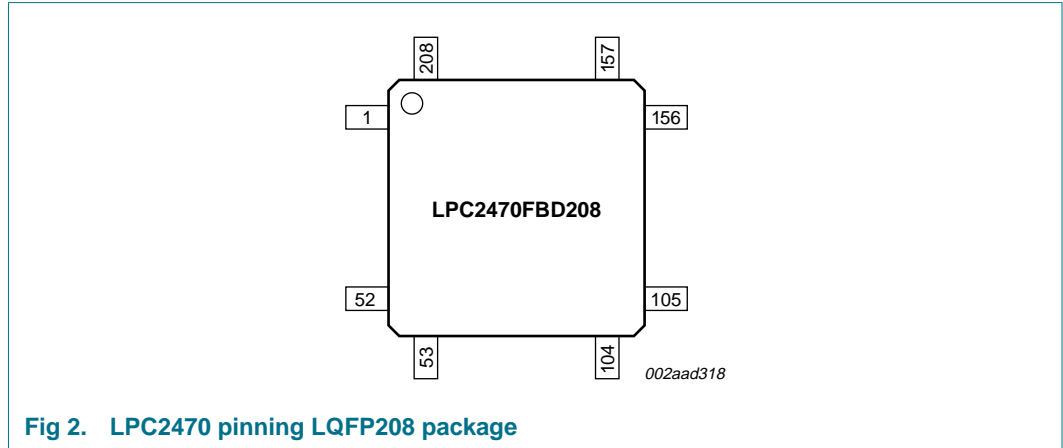 208 157
1 156
LPC2470FBD208
52 105
53 104
002aad318
Fig 2. LPC2470 pinning LQFP208 package